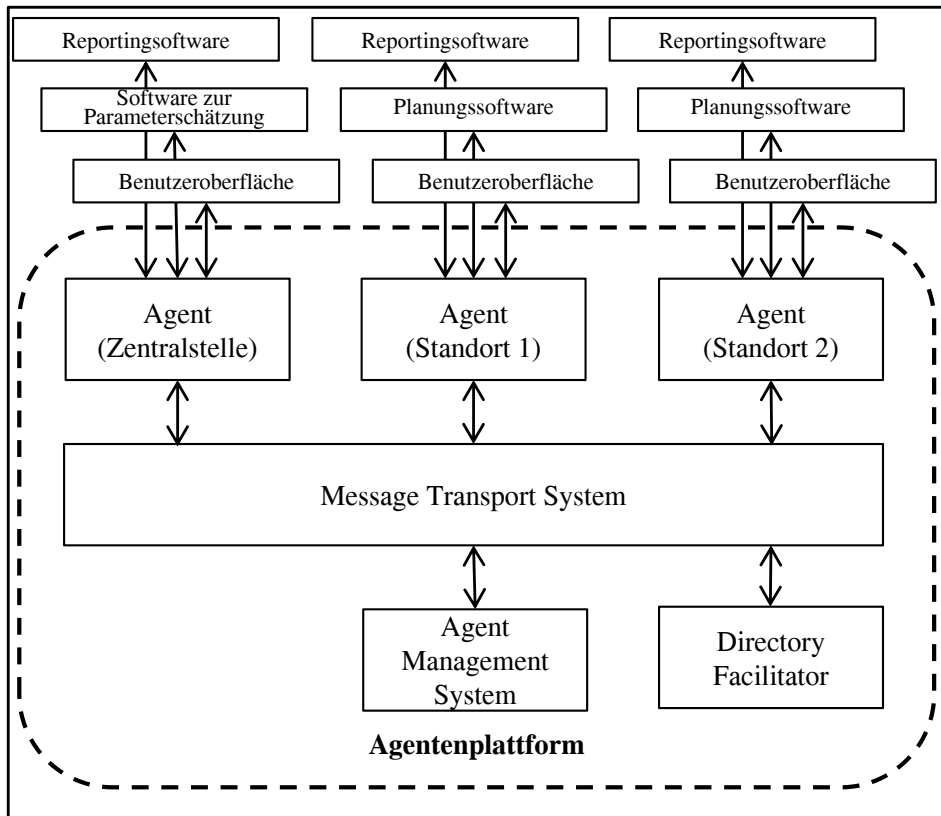 Reportingsoftware
Reportingsoftware
Reportingsoftware
Software zur
Parameterschätzung
Planungssoftware
Planungssoftware
Benutzeroberfläche
Benutzeroberfläche
Benutzeroberfläche
Agent
(Zentralstelle)
Agent
(Standort 1)
Agent
(Standort 2)
Message Transport System
Agent
Management
System
Directory
Facilitator
Agentenplattform